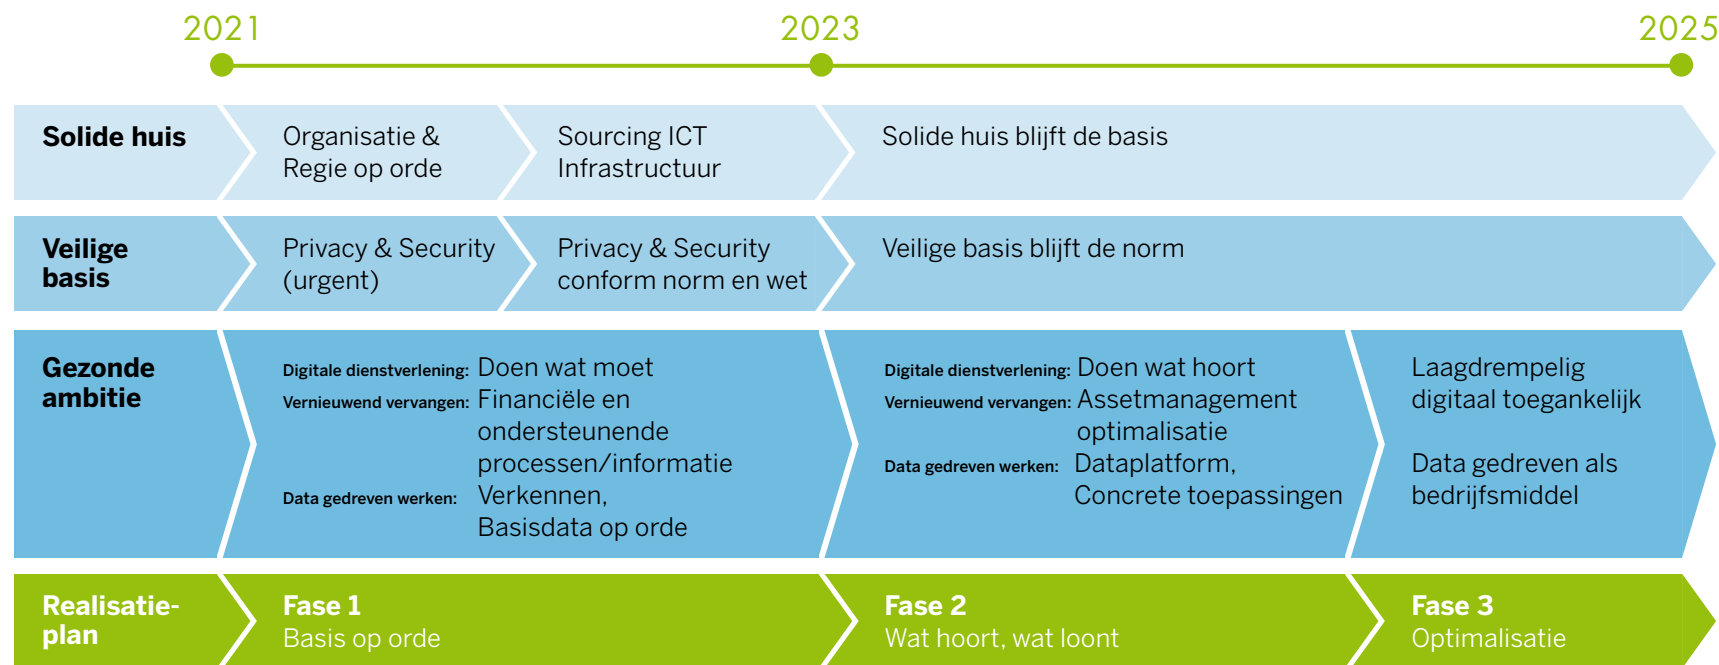 2021 2023 2025
Solide huis
Organisatie &
Regie op orde
Sourcing ICT
Infrastructuur
Solide huis blijft de basis
Veilige
basis
Privacy & Security
(urgent)
Privacy & Security
conform norm en wet
Veilige basis blijft de norm
Gezonde
ambitie
Digitale dienstverlening: Doen wat moet
Vernieuwend vervangen: Financiële en
ondersteunende
processen/informatie
Data gedreven werken: Verkennen,
Basisdata op orde
Digitale dienstverlening: Doen wat hoort
Vernieuwend vervangen: Assetmanagement
optimalisatie
Data gedreven werken: Dataplatform,
Concrete toepassingen
Laagdrempelig
digitaal toegankelijk
Data gedreven als
bedrijfsmiddel
Realisatie-
plan
Fase 1
Basis op orde
Fase 2
Wat hoort, wat loont
Fase 3
Optimalisatie